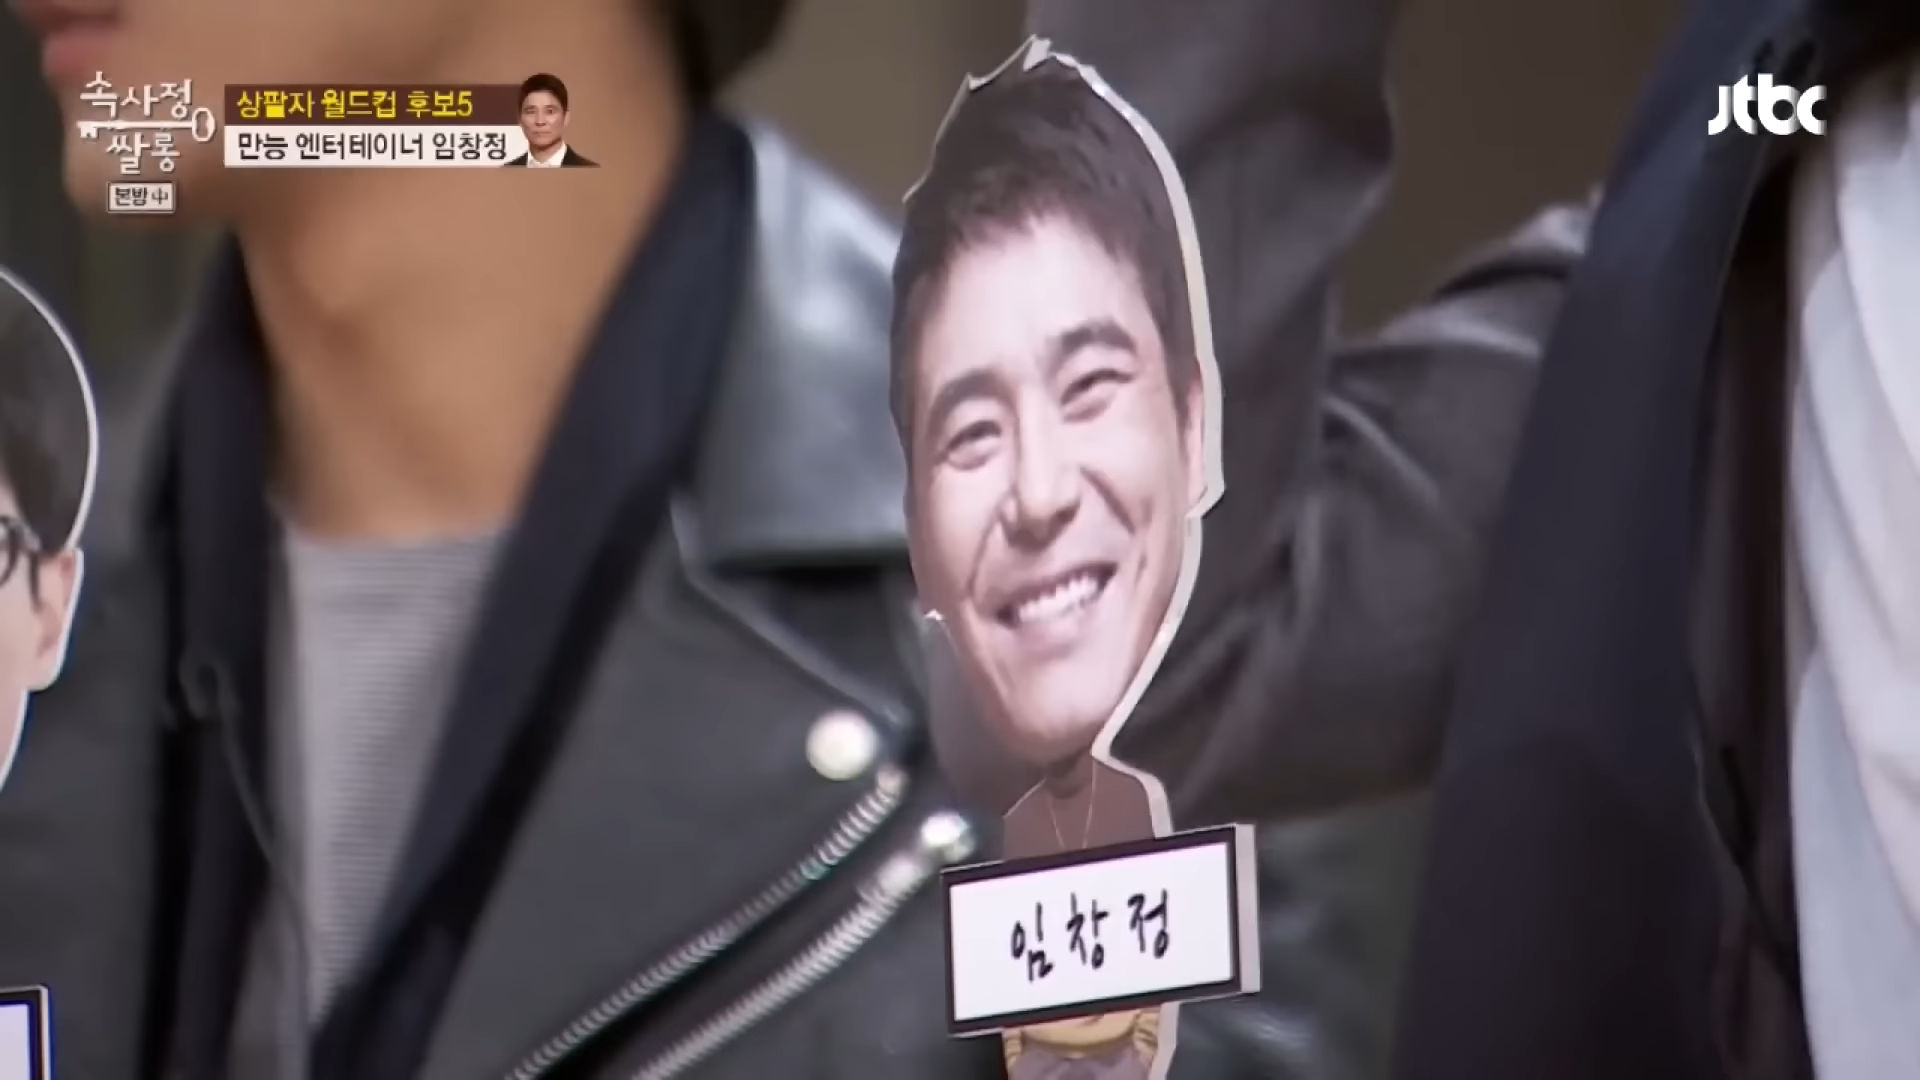 속사정
쌀롱
본방中
상팔자 월드컵 후보5
만능 엔터테이너 임창정
jtbc
임창정